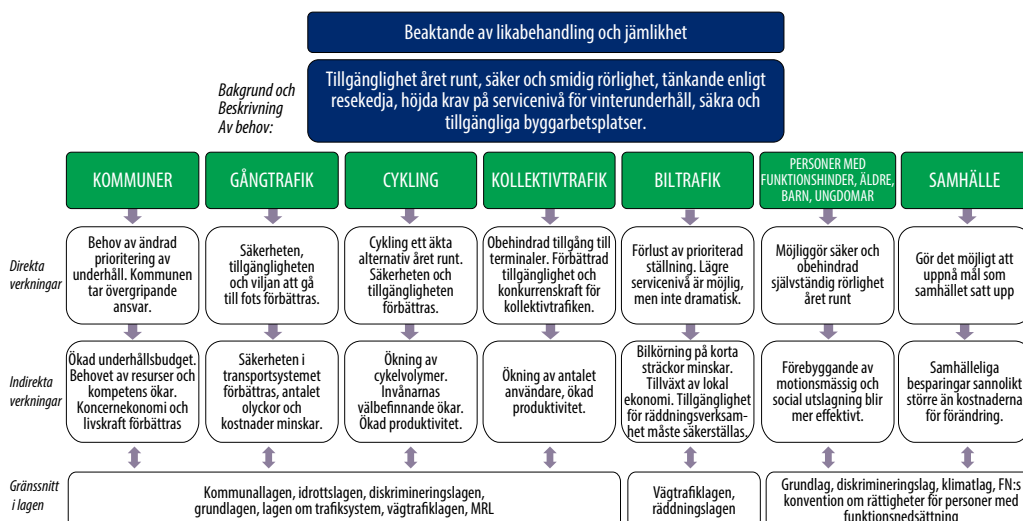 Beaktande av likabehandling och jämlikhet
Bakgrund och
Beskrivning
Av behov:
Tillgänglighet året runt, säker och smidig rörlighet, tänkande enligt
resekedja, höjda krav på servicenivå för vinterunderhåll, säkra och
tillgängliga byggarbetsplatser.
KOMMUNER
GÅNGTRAFIK
CYKLING
KOLLEKTIVTRAFIK
BILTRAFIK
PERSONER MED
FUNKTIONSHINDER, ÄLDRE,
BARN, UNGDOMAR
SAMHÄLLE
Direkta
verkningar
Behov av ändrad
prioritering av
underhåll. Kommunen
tar övergripande
ansvar.
Säkerheten,
tillgängligheten
och viljan att gå
till fots förbättras.
Cykling ett äkta
alternativ året runt.
Säkerheten och
tillgängligheten
förbättras.
Obehindrad tillgång till
terminaler. Förbättrad
tillgänglighet och
konkurrenskraft för
kollektivtrafiken.
Förlust av prioriterad
ställning. Lägre
servicenivå är möjlig,
men inte dramatisk.
Möjliggör säker och
obehindrad
självständig rörlighet
året runt
Gör det möjligt att
uppnå mål som
samhället satt upp
Indirekta
verkningar
Ökad underhållsbudget.
Behovet av resurser och
kompetens ökar.
Koncernekonomi och
livskraft förbättras
Säkerheten i
transportsystemet
förbättras, antalet
olyckor och
kostnader minskar.
Ökning av
cykelvolymer.
Invånarnas
välbefinnande ökar.
Ökad produktivitet.
Ökning av antalet
användare, ökad
produktivitet.
Bilkörning på korta
sträckor minskar.
Tillväxt av lokal
ekonomi. Tillgänglighet
för räddningsverksam-
het måste säkerställas.
Förebyggande av
motionsmässig och
social utslagning blir
mer effektivt.
Samhälleliga
besparingar sannolikt
större än kostnaderna
för förändring.
Gränssnitt
i lagen
Kommunallagen, idrottslagen, diskrimineringslagen,
grundlagen, lagen om trafiksystem, vägtrafiklagen, MRL
Vägtrafiklagen,
räddningslagen
Grundlag, diskrimineringslag, klimatlag, FN:s
konvention om rättigheter för personer med
funktionsnedsättning